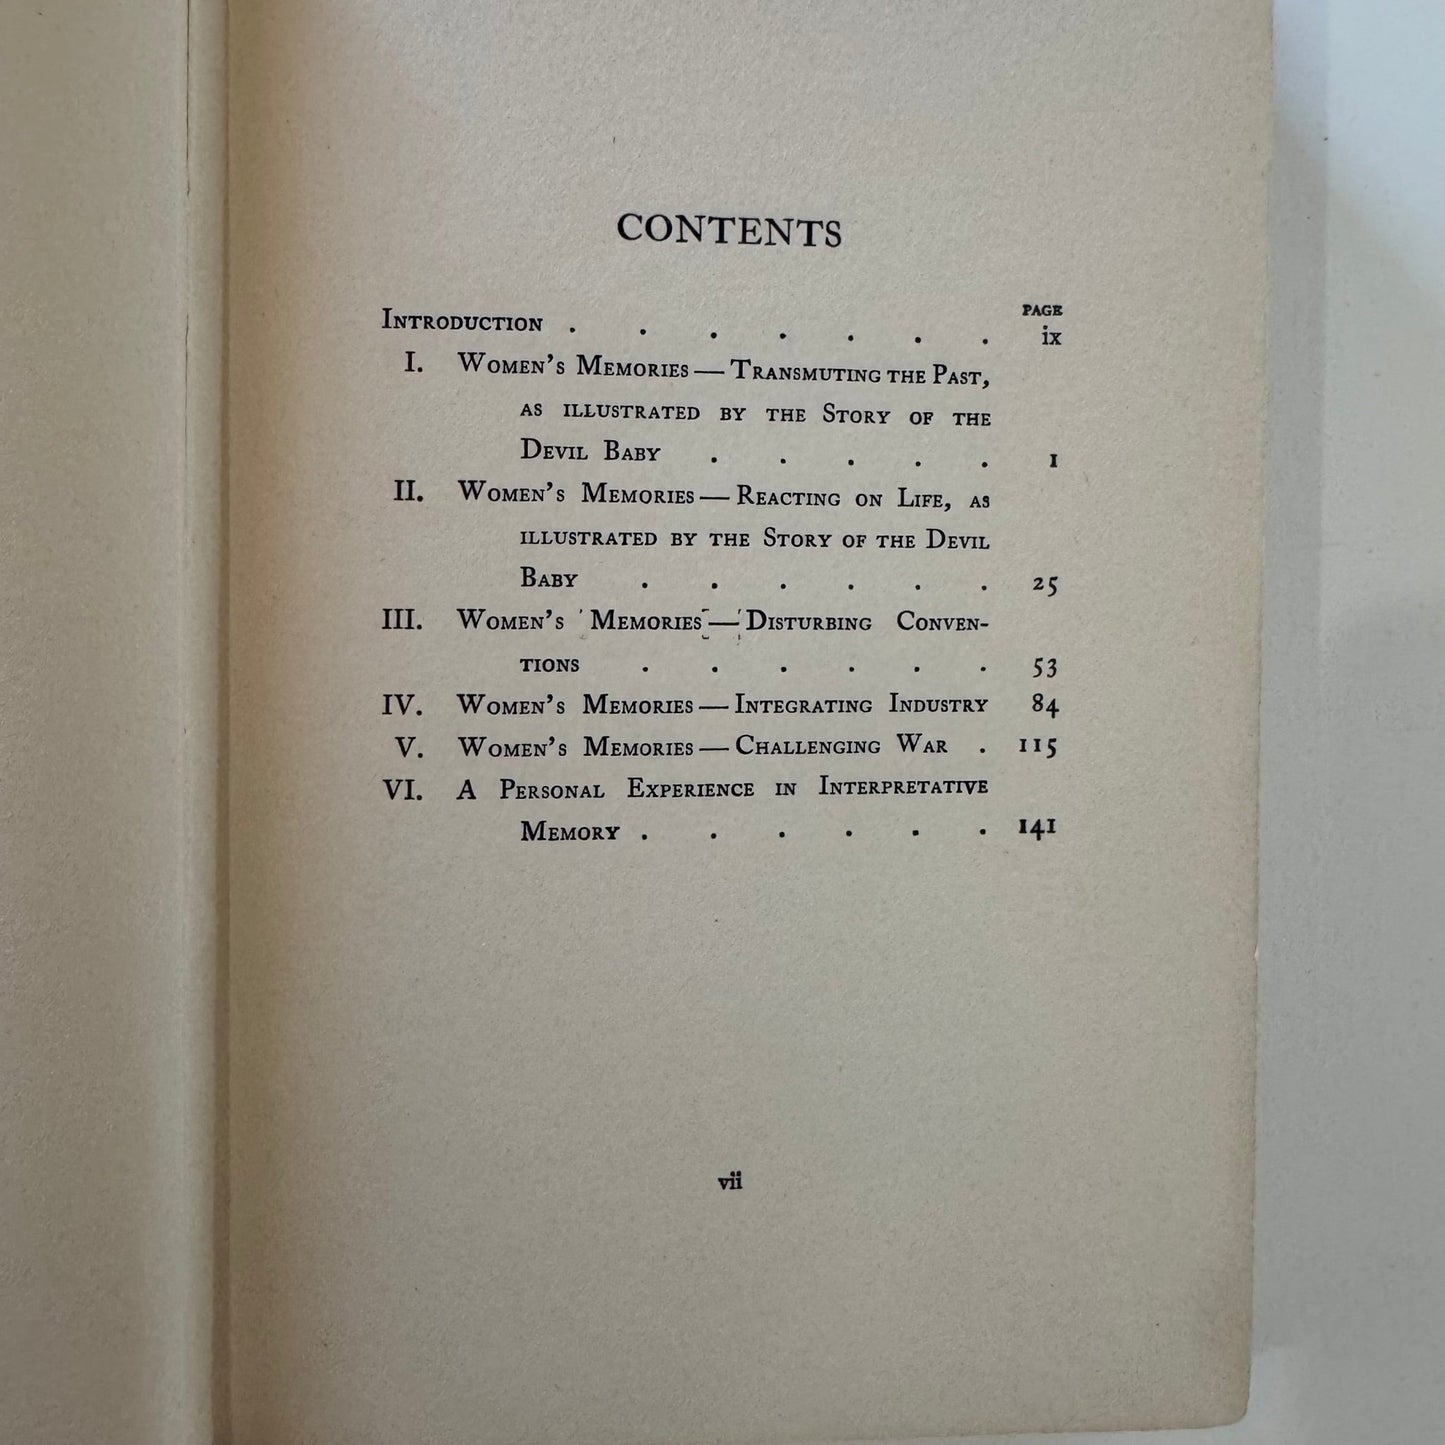 CONTENTS
PAGE
Introduction . . . . . . . ix
I. Women's Memories — Transmuting the Past,
as illustrated by the Story of the
Devil Baby . . . . . 1
II. Women's Memories — Reacting on Life, as
illustrated by the Story of the Devil
Baby . . . . . . 25
III. Women's Memories — Disturbing Conven-
tions . . . . . . 53
IV. Women's Memories — Integrating Industry 84
V. Women's Memories — Challenging War . 115
VI. A Personal Experience in Interpretative
Memory . . . . . . 141
vii